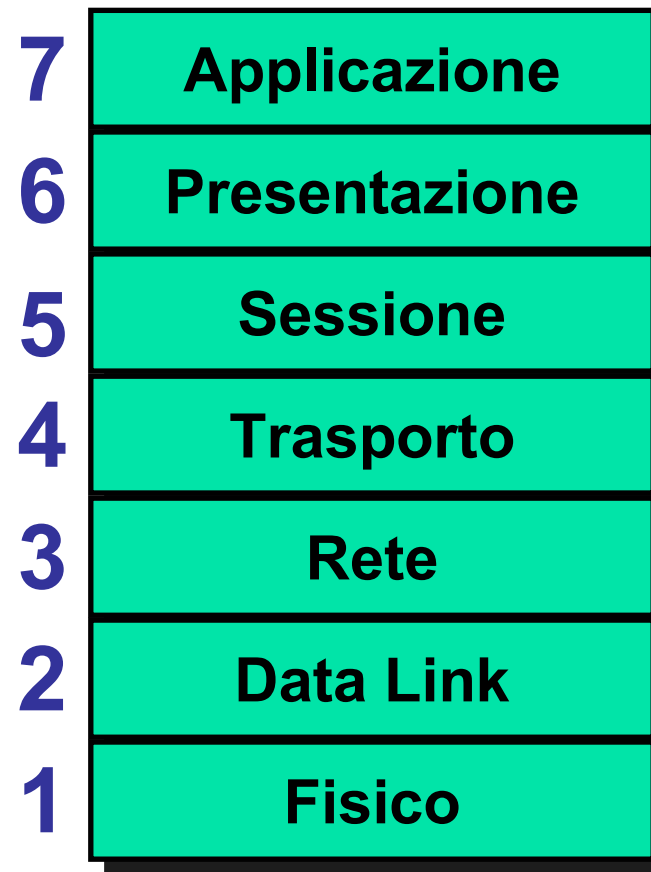 7 Applicazione
6 Presentazione
5 Sessione
4 Trasporto
3 Rete
2 Data Link
1 Fisico